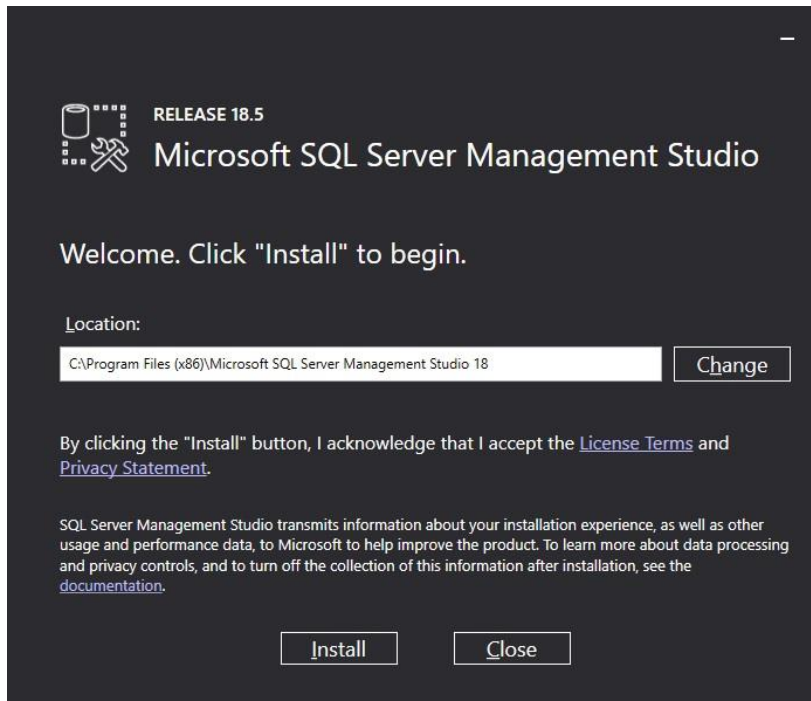 RELEASE 18.5
Microsoft SQL Server Management Studio
Welcome. Click "Install" to begin.
Location:
C:\Program Files (x86)\Microsoft SQL Server Management Studio 18
Change
By clicking the "Install" button, I acknowledge that I accept the License Terms and
Privacy Statement.
SQL Server Management Studio transmits information about your installation experience, as well as other
usage and performance data, to Microsoft to help improve the product. To learn more about data processing
and privacy controls, and to turn off the collection of this information after installation, see the
documentation.
Install
Close